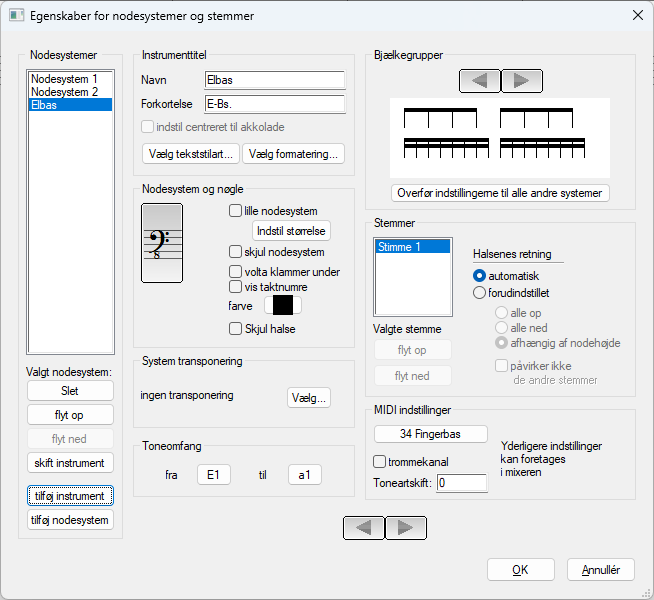 Egenskaber for nodesystemer og stemmer
Nodesystemer
Nodesystem 1
Nodesystem 2
Elbas
Valgt nodesystem:
Slet
flyt op
flyt ned
skift instrument
tilføj instrument
tilføj nodesystem
Instrumenttitel
Navn
Elbas
Forkortelse
E-Bs.
indstil centreret til akkolade
Vælg tekststilart...
Vælg formatering...
Nodesystem og nøgle
8
lille nodesystem
Indstil størrelse
skjul nodesystem
volta klammer under
vis taktnumre
farve
Skjul halse
System transponering
ingen transponering
Vælg...
Toneomfang
fra
E1
til
a1
Bjælkegrupper
Overfør indstillingerne til alle andre systemer
Stemmer
Stimme 1
Valgte stemme
flyt op
flyt ned
Halsenes retning
automatisk
forudindstillet
alle op
alle ned
afhængig af nodehøjde
påvirker ikke
de andre stemmer
MIDI indstillinger
34 Fingerbas
trommekanal
Toneartskift:
0
Yderligere indstillinger
kan foretages
i mixeren
OK
Annullér